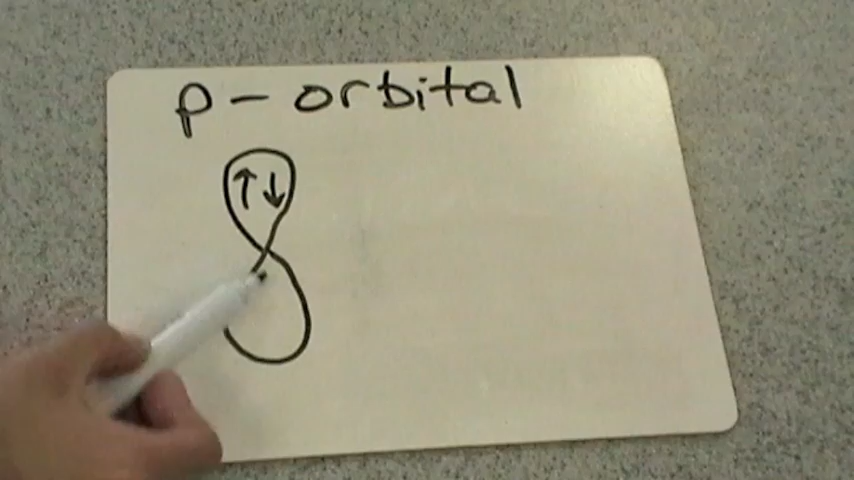 p - orbital
↑↓